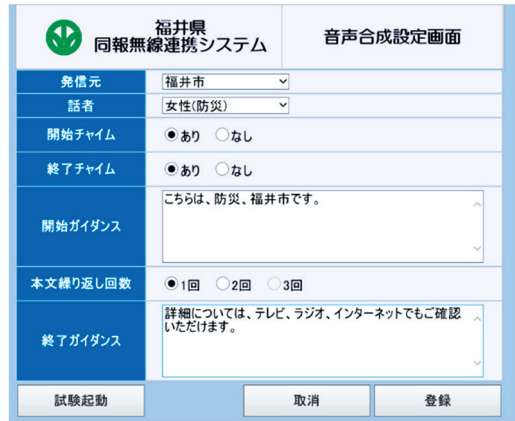 福井県
同報無線連携システム
音声合成設定画面
発信元
福井市
話者
女性(防災)
開始チャイム
あり
なし
終了チャイム
あり
なし
開始ガイダンス
こちらは、防災、福井市です。
本文繰り返し回数
1回
2回
3回
終了ガイダンス
詳細については、テレビ、ラジオ、インターネットでもご確認
いただけます。
試験起動
取消
登録